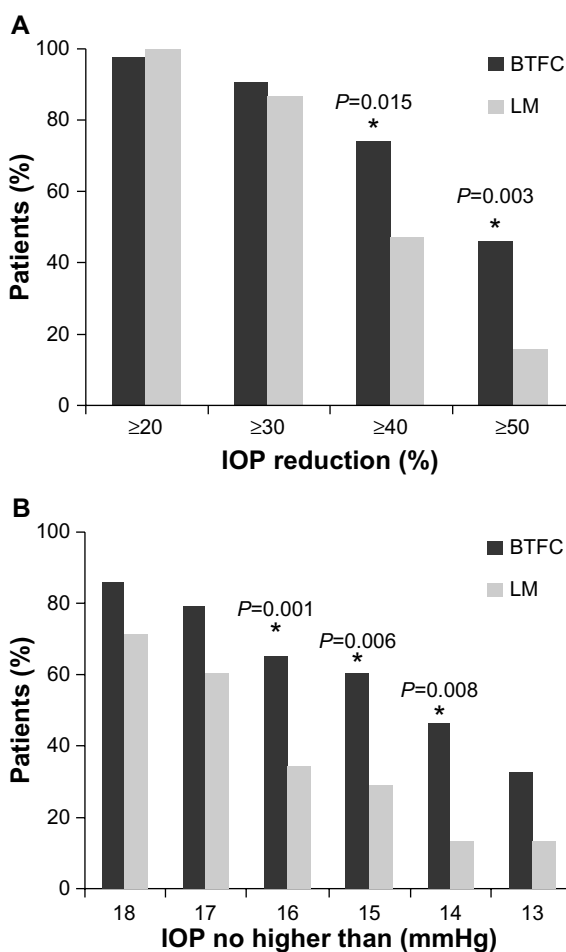 A
100
80
60
40
20
0
Patients (%)
BTFC
LM
P=0.015
*
P=0.003
*
≥20 ≥30 ≥40 ≥50
IOP reduction (%)
B
100
80
60
40
20
0
Patients (%)
BTFC
LM
P=0.001
*
P=0.006
*
P=0.008
*
18 17 16 15 14 13
IOP no higher than (mmHg)